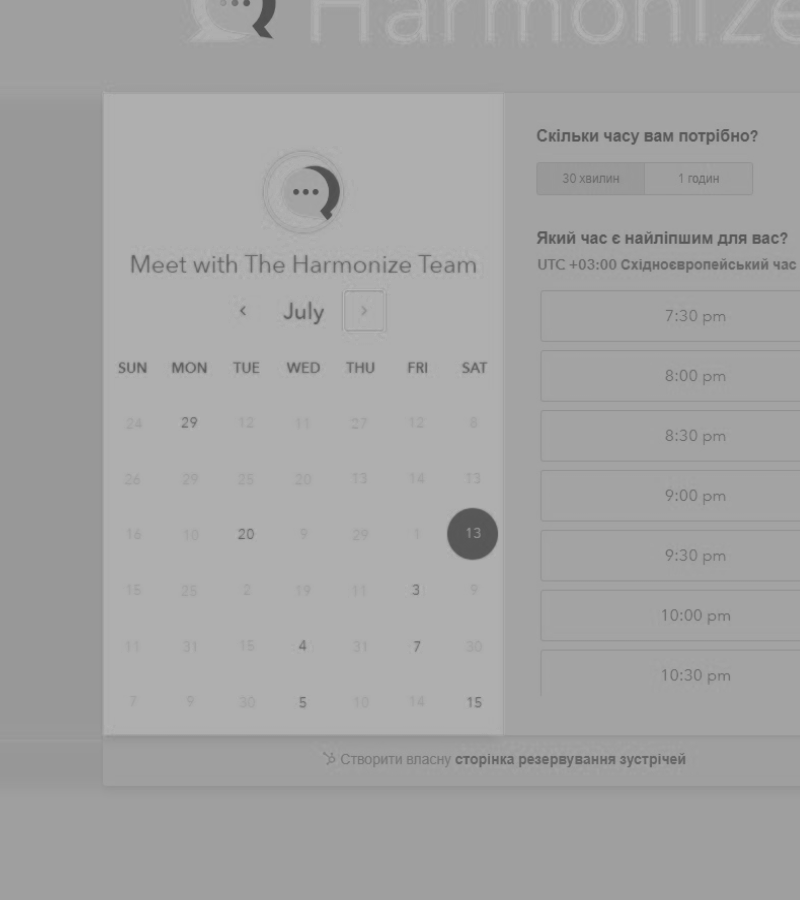 Harmonize
Meet with The Harmonize Team
July
SUN MON TUE WED THU FRI SAT
24 29 12 11 27 12 8
26 29 25 20 13 14 13
16 10 20 9 29 1 13
15 25 2 19 11 3 9
11 31 15 4 31 7 30
7 9 30 5 10 14 15
Скільки часу вам потрібно?
30 хвилин 1 годин
Який час є найліпшим для вас?
UTC +03:00 Східноєвропейський час
7:30 pm
8:00 pm
8:30 pm
9:00 pm
9:30 pm
10:00 pm
10:30 pm
Створити власну сторінка резервування зустрічей